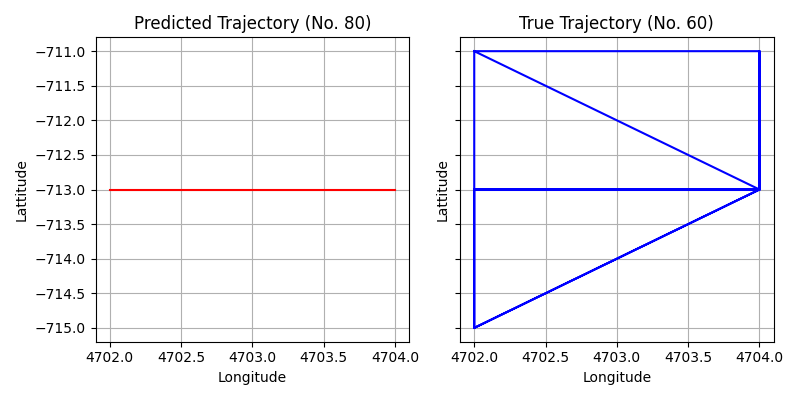 Predicted Trajectory (No. 80)
True Trajectory (No. 60)
−711.0
−711.5
−712.0
−712.5
−713.0
−713.5
−714.0
−714.5
−715.0
Lattitude
Lattitude
4702.0 4702.5 4703.0 4703.5 4704.0
4702.0 4702.5 4703.0 4703.5 4704.0
Longitude
Longitude